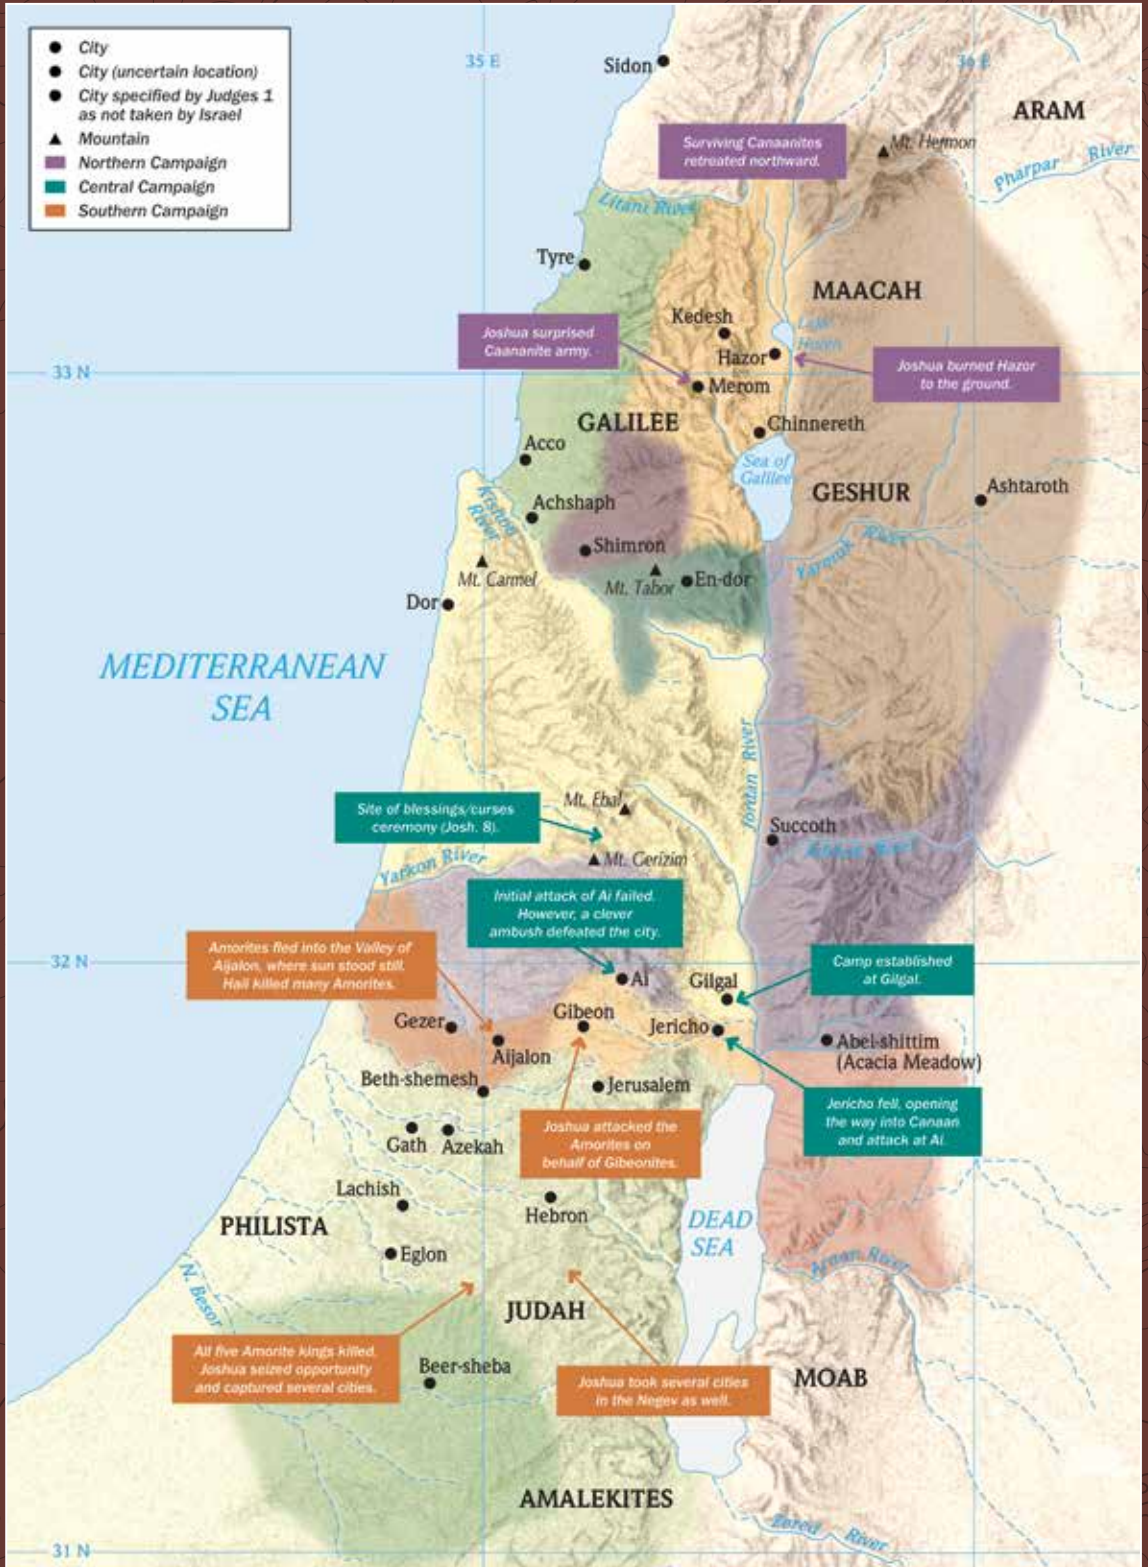 City
City (uncertain location)
City specified by Judges 1
as not taken by Israel
Mountain
Northern Campaign
Central Campaign
Southern Campaign
35 E
36 E
Sidon
ARAM
Surviving Canaanites
retreated northward.
Mt. Hermon
Pharpar River
Litani River
Tyre
MAACAH
Kedesh
Lake
Huleh
Joshua surprised
Caananite army.
Hazor
Joshua burned Hazor
to the ground.
33 N
Merom
GALILEE
Chinnereth
Acco
Sea of
Galilee
GESHUR
Ashtaroth
Kishon
River
Achshaph
Yarmuk River
Shimron
Mt. Carmel
Mt. Tabor
En-dor
Dor
MEDITERRANEAN
SEA
Jordan River
Mt. Ebal
Site of blessings/curses
ceremony (Josh. 8).
Succoth
River
Yarkon River
Mt. Gerizim
Initial attack of Ai failed.
However, a clever
ambush defeated the city.
Amorites fled into the Valley of
Aijalon, where sun stood still.
Hail killed many Amorites.
32 N
Camp established
at Gilgal.
Ai
Gilgal
Gezer
Gibeon
Jericho
Aijalon
Abel-shittim
(Acacia Meadow)
Beth-shemesh
Jerusalem
Jericho fell, opening
the way into Canaan
and attack at Ai.
Joshua attacked the
Amorites on
behalf of Gibeonites.
Gath
Azekah
Lachish
Hebron
PHILISTA
DEAD
SEA
Eglon
Arnon River
N. Besor
JUDAH
All five Amorite kings killed.
Joshua seized opportunity
and captured several cities.
Beer-sheba
Joshua took several cities
in the Negev as well.
MOAB
AMALEKITES
Zered River
31 N